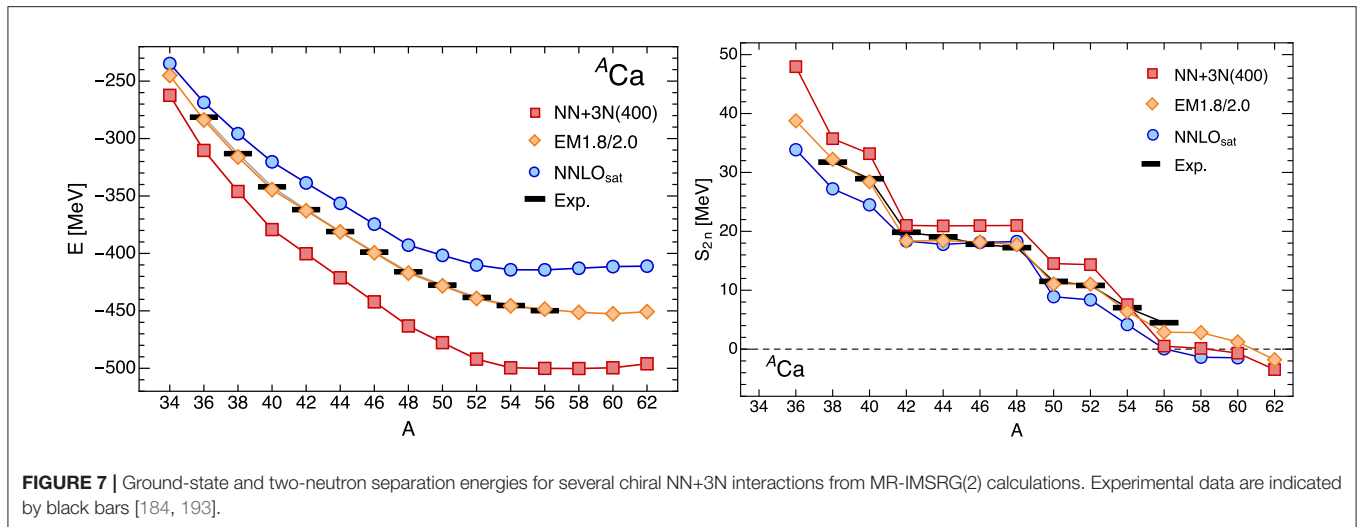 −250
−300
−350
−400
−450
−500
E [MeV]
ᴬCa
NN+3N(400)
EM1.8/2.0
NNLOsat
Exp.
34 36 38 40 42 44 46 48 50 52 54 56 58 60 62
A
50
40
30
20
10
0
S2n [MeV]
NN+3N(400)
EM1.8/2.0
NNLOsat
Exp.
ᴬCa
34 36 38 40 42 44 46 48 50 52 54 56 58 60 62
A
FIGURE 7 | Ground-state and two-neutron separation energies for several chiral NN+3N interactions from MR-IMSRG(2) calculations. Experimental data are indicated
by black bars [184, 193].